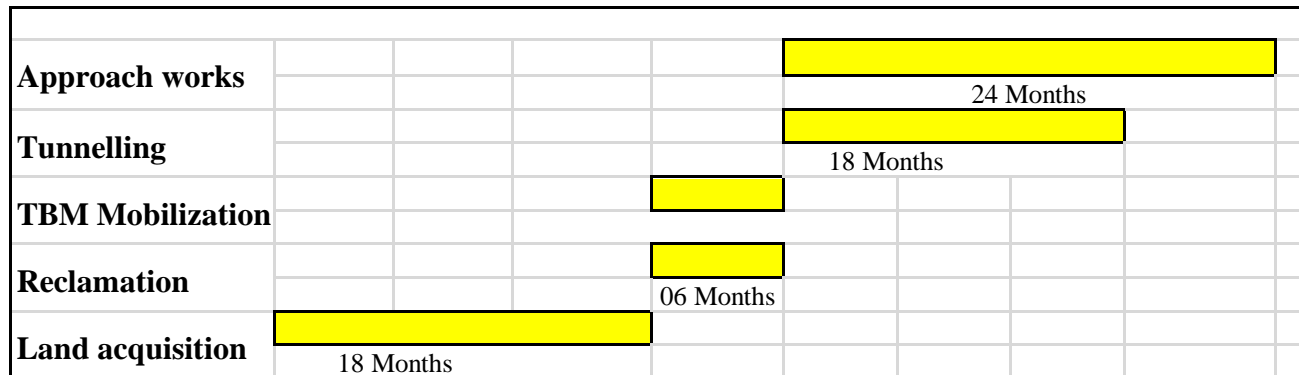 Approach works
24 Months
Tunnelling
18 Months
TBM Mobilization
Reclamation
06 Months
Land acquisition
18 Months